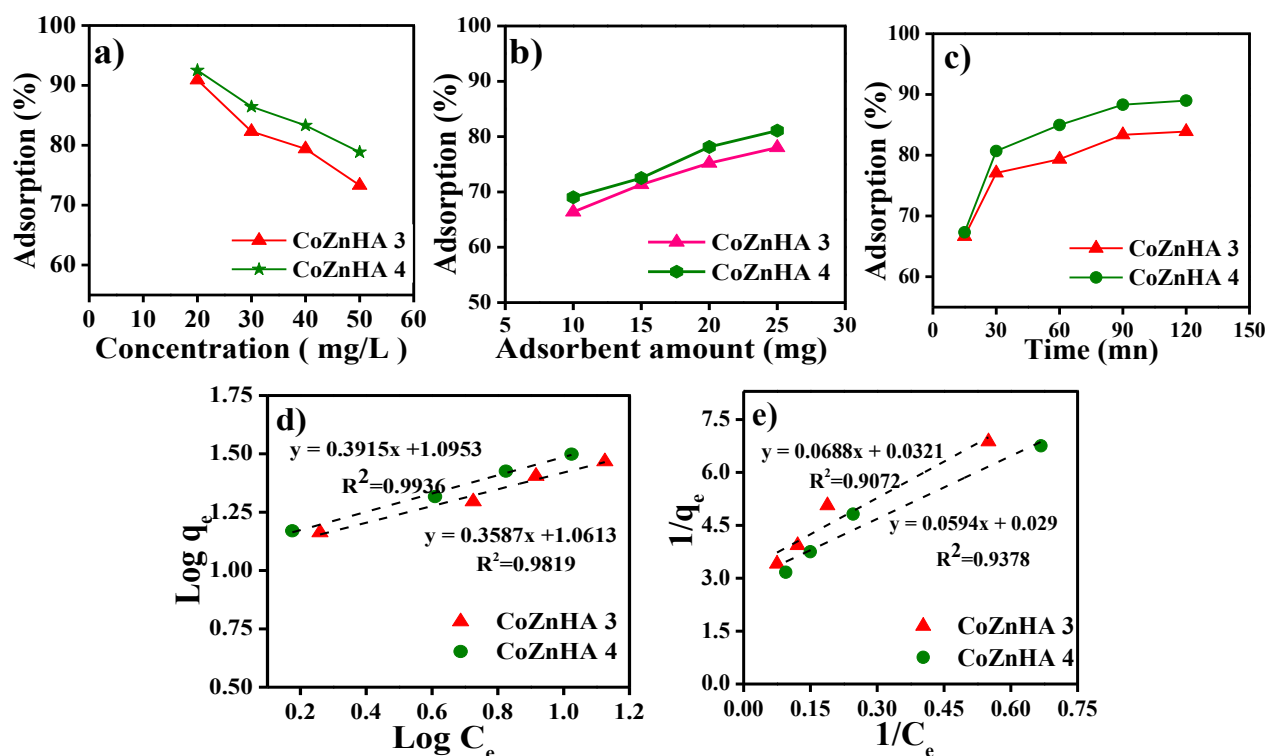 a)
Adsorption (%)
100
90
80
70
60
0 10 20 30 40 50 60
Concentration ( mg/L )
CoZnHA 3
CoZnHA 4
b)
Adsorption (%)
100
90
80
70
60
50
5 10 15 20 25 30
Adsorbent amount (mg)
CoZnHA 3
CoZnHA 4
c)
Adsorption (%)
100
90
80
70
60
0 30 60 90 120 150
Time (mn)
CoZnHA 3
CoZnHA 4
d)
Log qe
1.75
1.50
1.25
1.00
0.75
0.50
y = 0.3915x +1.0953
R2=0.9936
y = 0.3587x +1.0613
R2=0.9819
CoZnHA 3
CoZnHA 4
0.2 0.4 0.6 0.8 1.0 1.2
Log Ce
e)
1/qe
7.5
6.0
4.5
3.0
1.5
0.0
y = 0.0688x + 0.0321
R2=0.9072
y = 0.0594x + 0.029
R2=0.9378
CoZnHA 3
CoZnHA 4
0.00 0.15 0.30 0.45 0.60 0.75
1/Ce